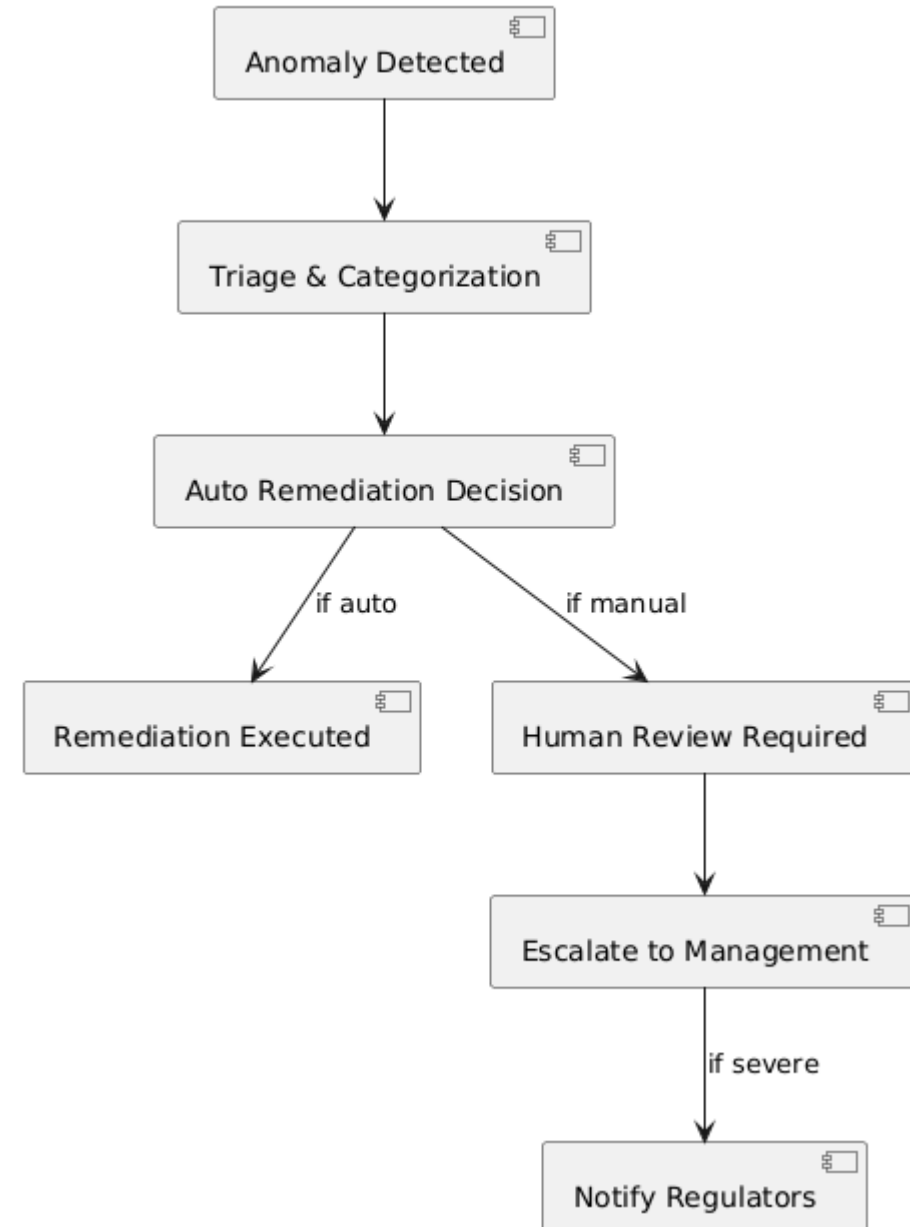 Anomaly Detected
Triage & Categorization
Auto Remediation Decision
if auto
if manual
Remediation Executed
Human Review Required
Escalate to Management
if severe
Notify Regulators